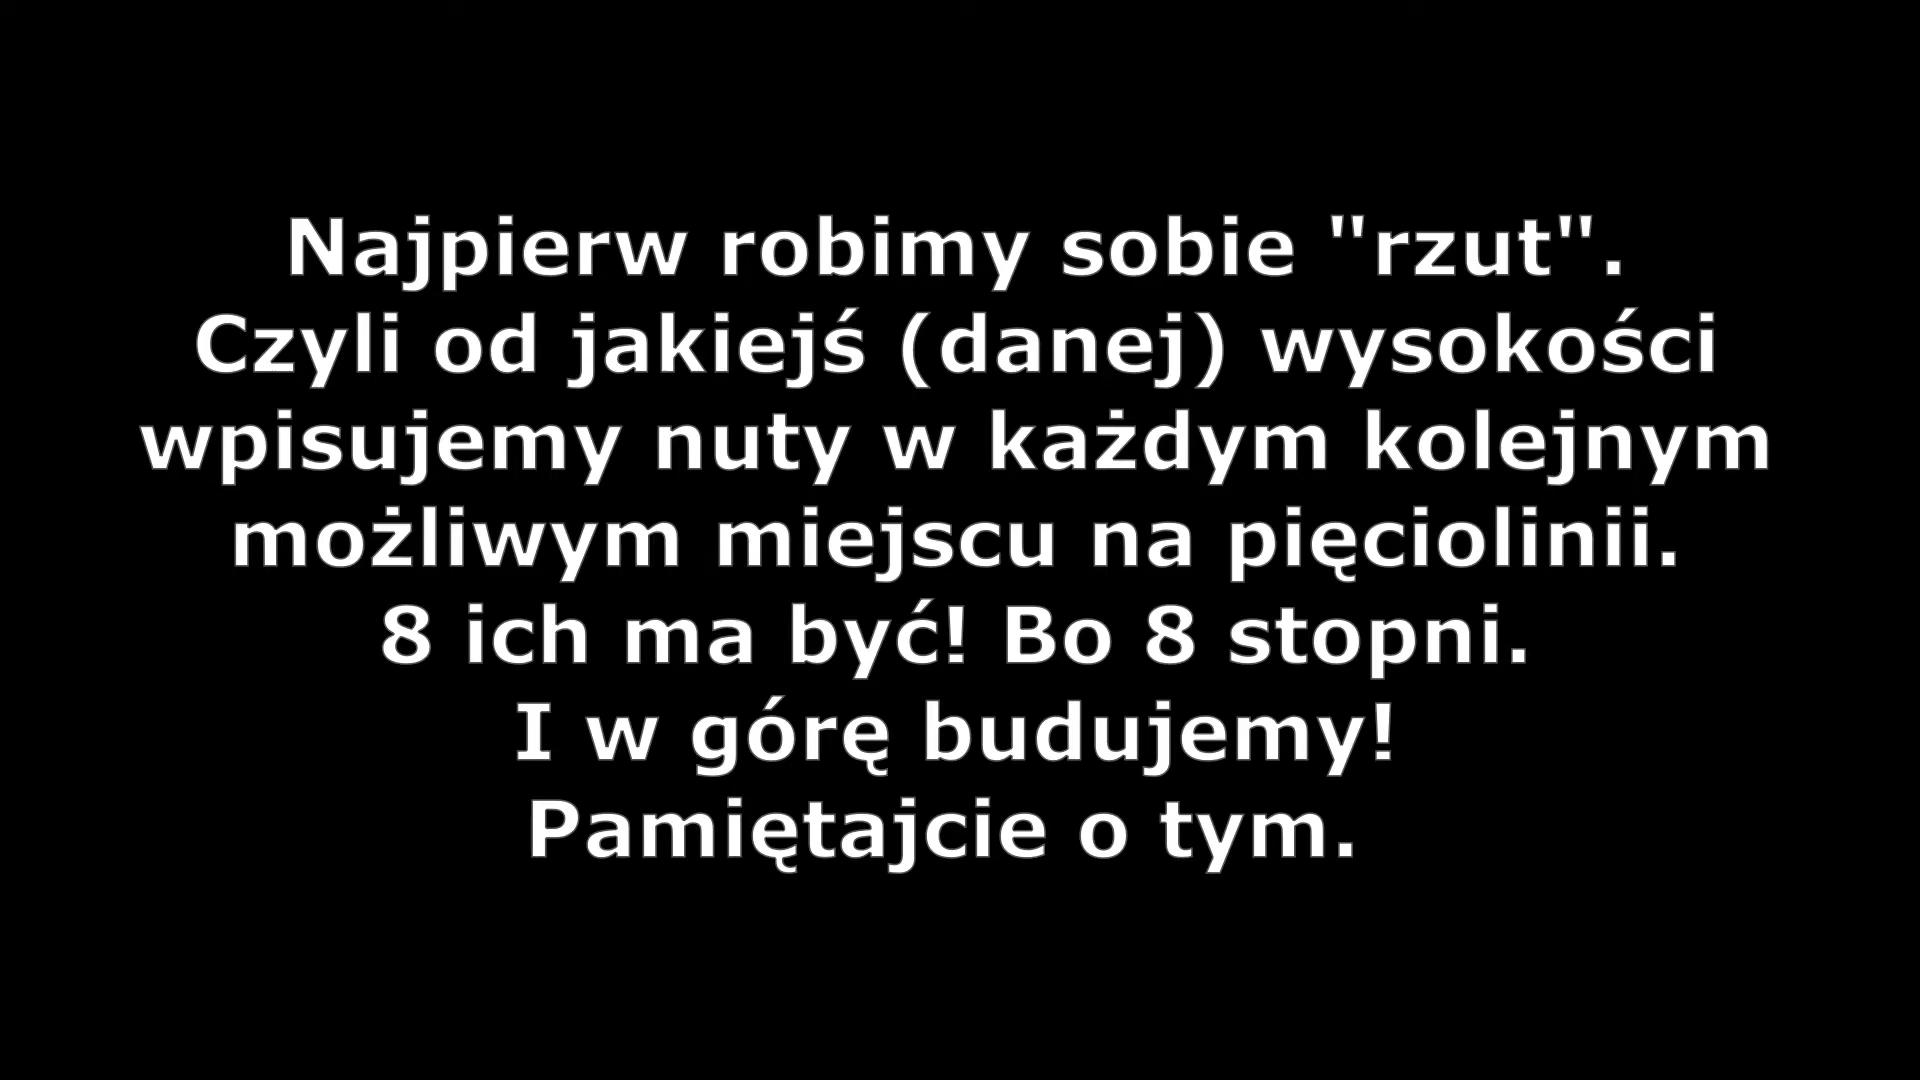 Najpierw robimy sobie "rzut".
Czyli od jakiejś (danej) wysokości
wpisujemy nuty w każdym kolejnym
możliwym miejscu na pięciolinii.
8 ich ma być! Bo 8 stopni.
I w górę budujemy!
Pamiętajcie o tym.